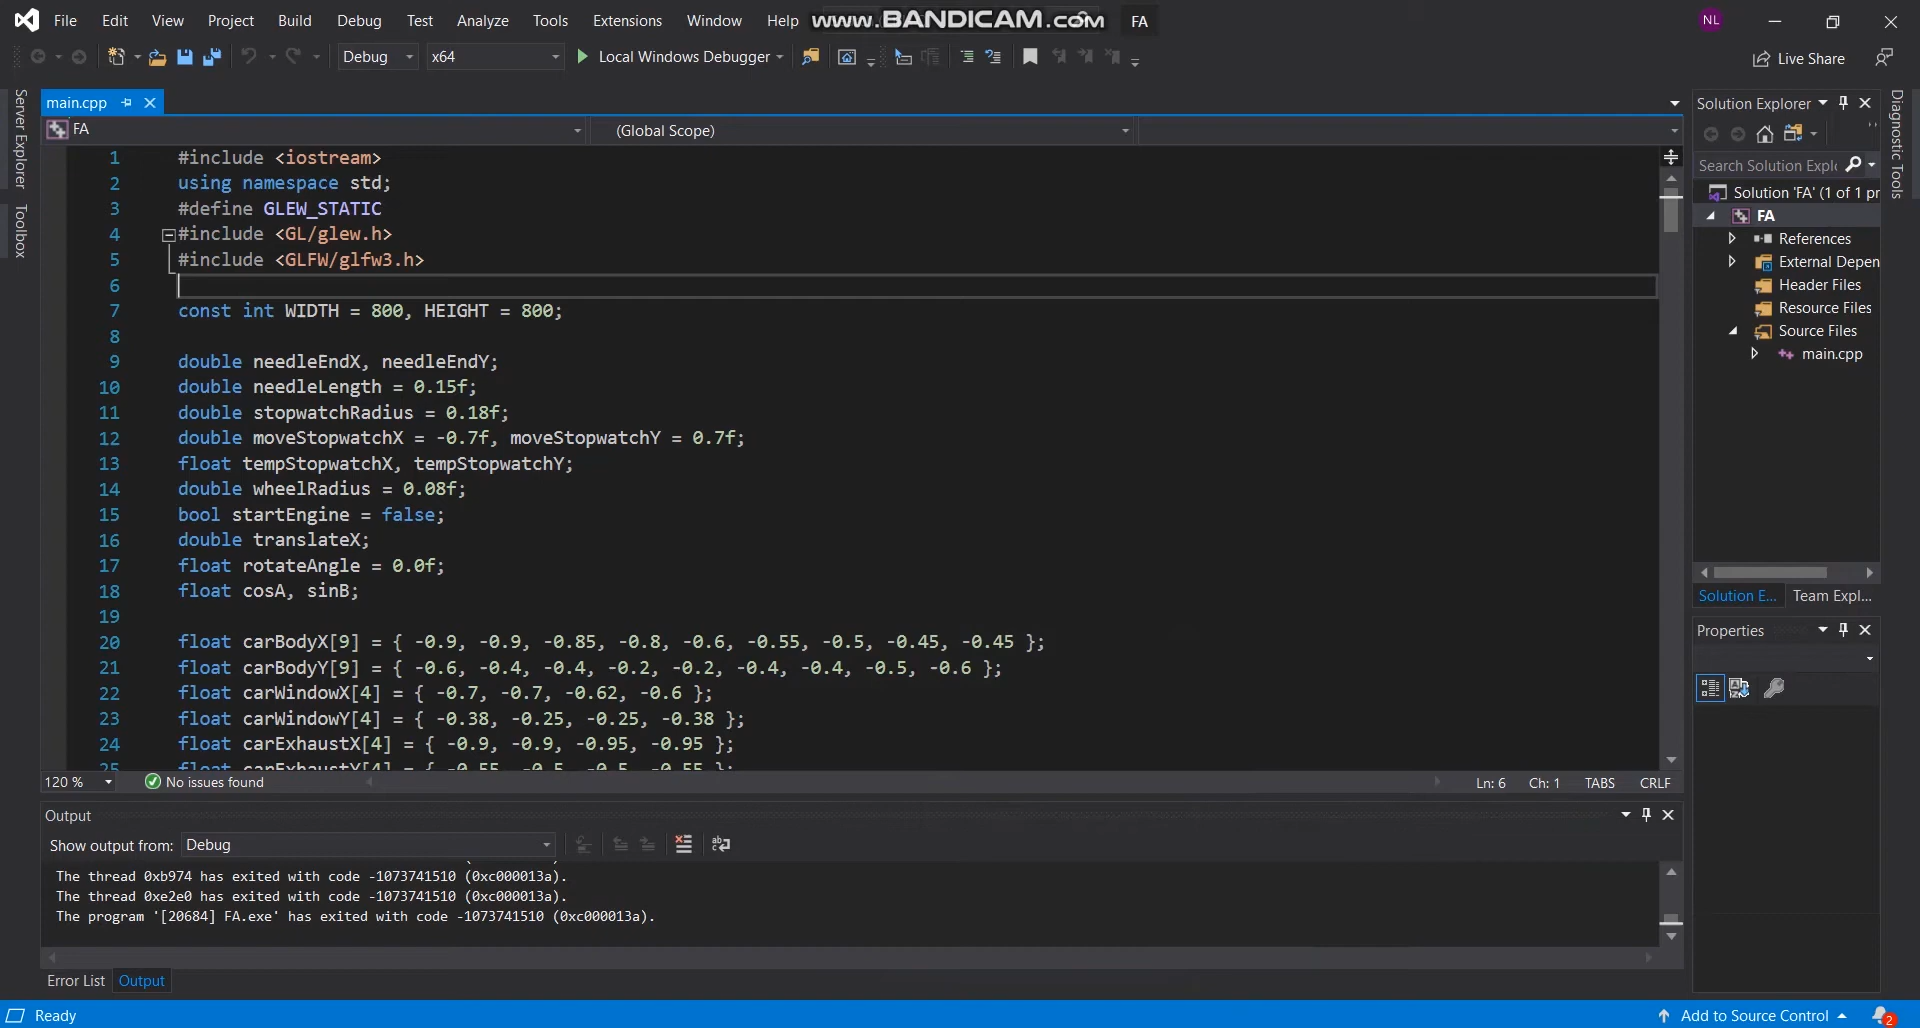 File Edit View Project Build Debug Test Analyze Tools Extensions Window Help www.BANDICAM.com FA NL
Debug x64 Local Windows Debugger Live Share
Server Explorer
Toolbox
main.cpp
FA (Global Scope)
1 #include <iostream>
2 using namespace std;
3 #define GLEW_STATIC
4 #include <GL/glew.h>
5 #include <GLFW/glfw3.h>
6
7 const int WIDTH = 800, HEIGHT = 800;
8
9 double needleEndX, needleEndY;
10 double needleLength = 0.15f;
11 double stopwatchRadius = 0.18f;
12 double moveStopwatchX = -0.7f, moveStopwatchY = 0.7f;
13 float tempStopwatchX, tempStopwatchY;
14 double wheelRadius = 0.08f;
15 bool startEngine = false;
16 double translateX;
17 float rotateAngle = 0.0f;
18 float cosA, sinB;
19
20 float carBodyX[9] = { -0.9, -0.9, -0.85, -0.8, -0.6, -0.55, -0.5, -0.45, -0.45 };
21 float carBodyY[9] = { -0.6, -0.4, -0.4, -0.2, -0.2, -0.4, -0.4, -0.5, -0.6 };
22 float carWindowX[4] = { -0.7, -0.7, -0.62, -0.6 };
23 float carWindowY[4] = { -0.38, -0.25, -0.25, -0.38 };
24 float carExhaustX[4] = { -0.9, -0.9, -0.95, -0.95 };
25 float carExhaustY[4] = { -0.55, -0.5, -0.5, -0.55 };
120 % No issues found Ln: 6 Ch: 1 TABS CRLF
Output
Show output from: Debug
The thread 0xb974 has exited with code -1073741510 (0xc000013a).
The thread 0xe2e0 has exited with code -1073741510 (0xc000013a).
The program '[20684] FA.exe' has exited with code -1073741510 (0xc000013a).
Error List Output
Solution Explorer
Search Solution Explo
Solution 'FA' (1 of 1 pr
FA
References
External Depen
Header Files
Resource Files
Source Files
main.cpp
Solution E... Team Expl...
Properties
Diagnostic Tools
Ready Add to Source Control 2